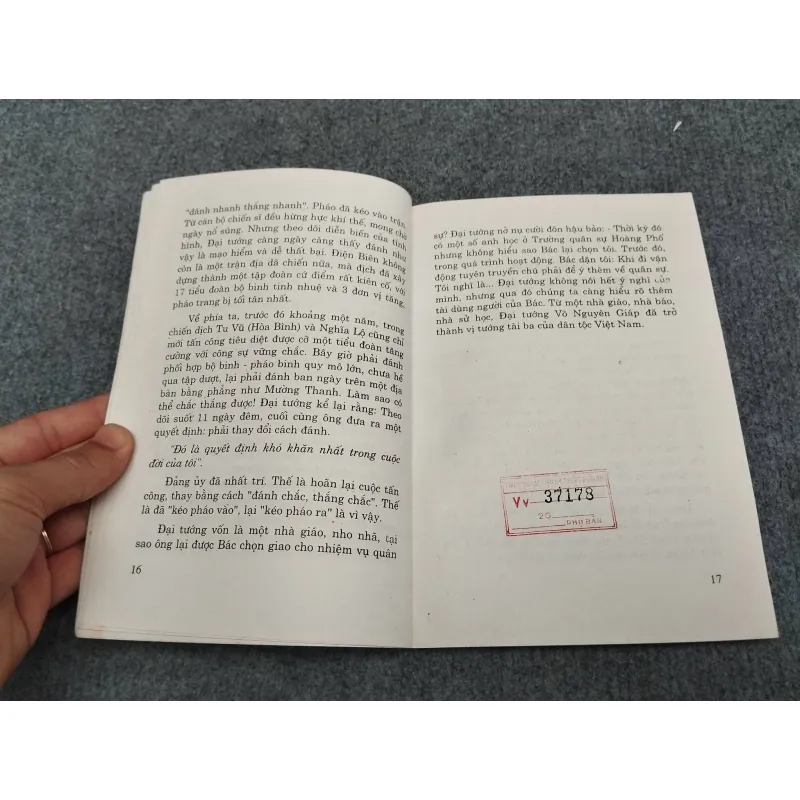 "đánh nhanh thắng nhanh". Pháo đã kéo vào trận.
Từ cán bộ chiến sĩ đều hừng hực khí thế, mong chờ
ngày nổ súng. Nhưng theo dõi diễn biến của tình
hình, Đại tướng càng ngày càng thấy đánh như
vậy là mạo hiểm và dễ thất bại. Điện Biên không
còn là một trận địa dã chiến nữa, mà địch đã xây
dựng thành một tập đoàn cứ điểm rất kiên cố, với
17 tiểu đoàn bộ binh tinh nhuệ và 3 đơn vị tăng,
pháo trang bị tối tân nhất.
Về phía ta, trước đó khoảng một năm, trong
chiến dịch Tu Vũ (Hòa Bình) và Nghĩa Lộ cũng chỉ
mới tấn công tiêu diệt được cỡ một tiểu đoàn tăng
cường với công sự vững chắc. Bây giờ phải đánh
phối hợp bộ binh - pháo binh quy mô lớn, chưa hề
qua tập dượt, lại phải đánh ban ngày trên một địa
bàn bằng phẳng như Mường Thanh. Làm sao có
thể chắc thắng được! Đại tướng kể lại rằng: Theo
dõi suốt 11 ngày đêm, cuối cùng ông đưa ra một
quyết định: phải thay đổi cách đánh.
"Đó là quyết định khó khăn nhất trong cuộc
đời của tôi".
Đảng ủy đã nhất trí. Thế là hoãn lại cuộc tấn
công, thay bằng cách "đánh chắc, thắng chắc". Thế
là đã "kéo pháo vào", lại "kéo pháo ra" là vì vậy.
Đại tướng vốn là một nhà giáo, nho nhã, tại
sao ông lại được Bác chọn giao cho nhiệm vụ quân
16
sự? Đại tướng nở nụ cười đôn hậu bảo: - Thời kỳ đó
có một số anh học ở Trường quân sự Hoàng Phố
nhưng không hiểu sao Bác lại chọn tôi. Trước đó,
trong quá trình hoạt động. Bác dặn tôi: Khi đi vận
động tuyên truyền chú phải để ý thêm về quân sự.
Tôi nghĩ là... Đại tướng không nói hết ý nghĩ của
mình, nhưng qua đó chúng ta càng hiểu rõ thêm
tài dùng người của Bác. Từ một nhà giáo, nhà báo,
nhà sử học, Đại tướng Võ Nguyên Giáp đã trở
thành vị tướng tài ba của dân tộc Việt Nam.
Vv 37178
20
PHÒ BẢN
17